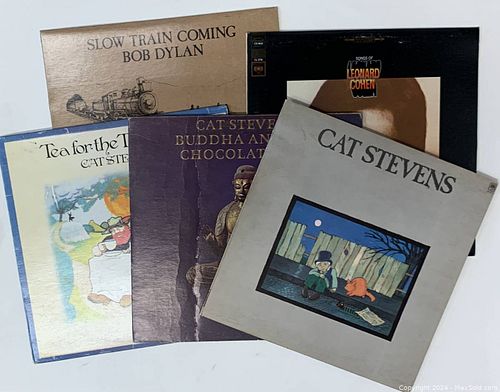 SLOW TRAIN COMING
BOB DYLAN
SONGS OF
LEONARD
COHEN
Tea for the T
CAT STE
CAT STEVE
BUDDHA AN
CHOCOLAT
CAT STEVENS
Copyright 2024 - MaxSold.com